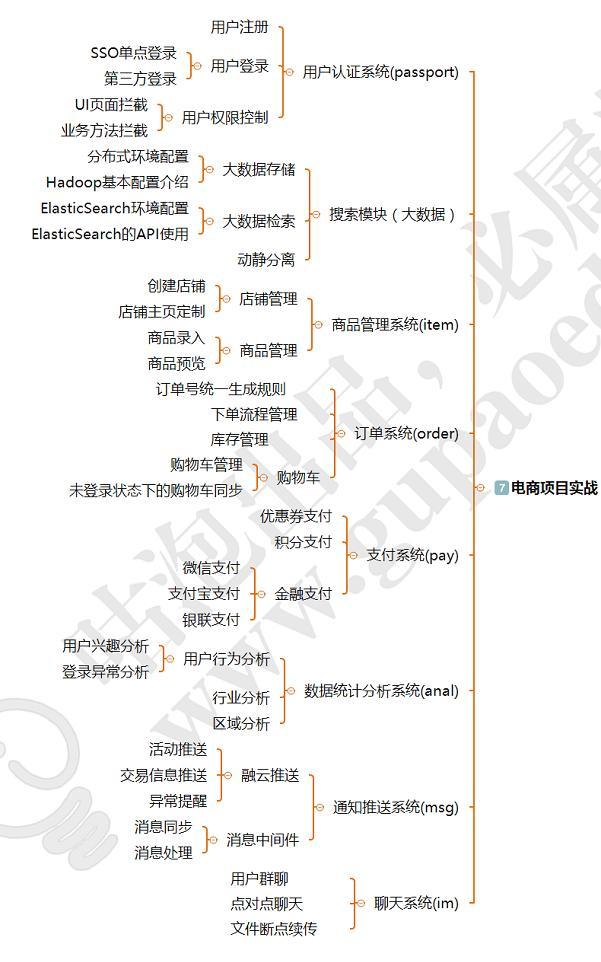 用户注册
SSO单点登录
用户登录
用户认证系统(passport)
第三方登录
UI页面拦截
用户权限控制
业务方法拦截
分布式环境配置
大数据存储
Hadoop基本配置介绍
ElasticSearch环境配置
大数据检索
搜索模块（大数据）
ElasticSearch的API使用
动静分离
创建店铺
店铺管理
店铺主页定制
商品管理系统(item)
商品录入
商品管理
商品预览
订单号统一生成规则
下单流程管理
订单系统(order)
库存管理
购物车管理
购物车
未登录状态下的购物车同步
7 电商项目实战
优惠券支付
积分支付
支付系统(pay)
微信支付
支付宝支付
金融支付
银联支付
用户兴趣分析
用户行为分析
登录异常分析
数据统计分析系统(anal)
行业分析
区域分析
活动推送
交易信息推送
融云推送
异常提醒
通知推送系统(msg)
消息同步
消息中间件
消息处理
用户群聊
点对点聊天
聊天系统(im)
文件断点续传
咕泡出品，必属
www.gupaoed